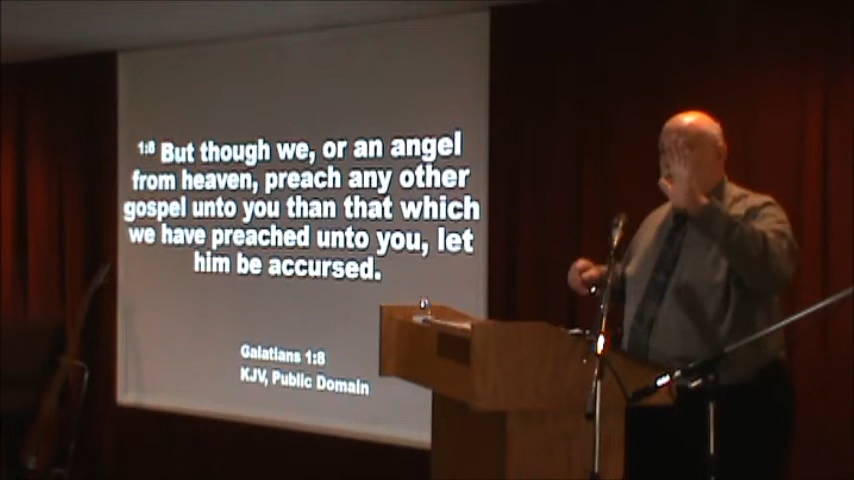 1:8 But though we, or an angel
from heaven, preach any other
gospel unto you than that which
we have preached unto you, let
him be accursed.
Galatians 1:8
KJV, Public Domain